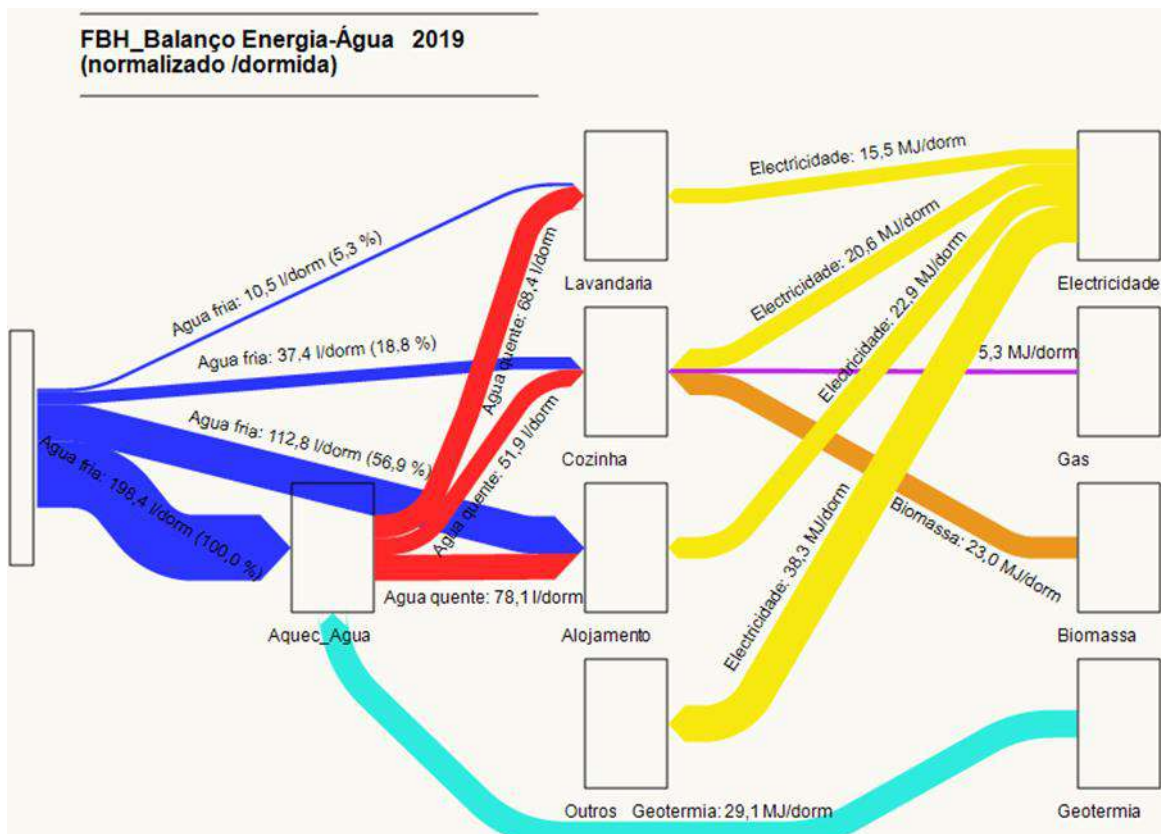 FBH_Balanço Energia-Água 2019
(normalizado /dormida)
Electricidade: 15,5 MJ/dorm
Agua fria: 10,5 l/dorm (5,3 %)
Agua quente: 68,4 l/dorm
Electricidade: 20,6 MJ/dorm
Lavandaria
Electricidade
Agua fria: 37,4 l/dorm (18,8 %)
Electricidade: 22,9 MJ/dorm
5,3 MJ/dorm
Agua fria: 112,8 l/dorm (56,9 %)
Agua quente: 51,9 l/dorm
Cozinha
Gas
Agua fria: 198,4 l/dorm (100,0 %)
Electricidade: 38,3 MJ/dorm
Biomassa: 23,0 MJ/dorm
Agua quente: 78,1 l/dorm
Aquec_Agua
Alojamento
Biomassa
Outros
Geotermia: 29,1 MJ/dorm
Geotermia